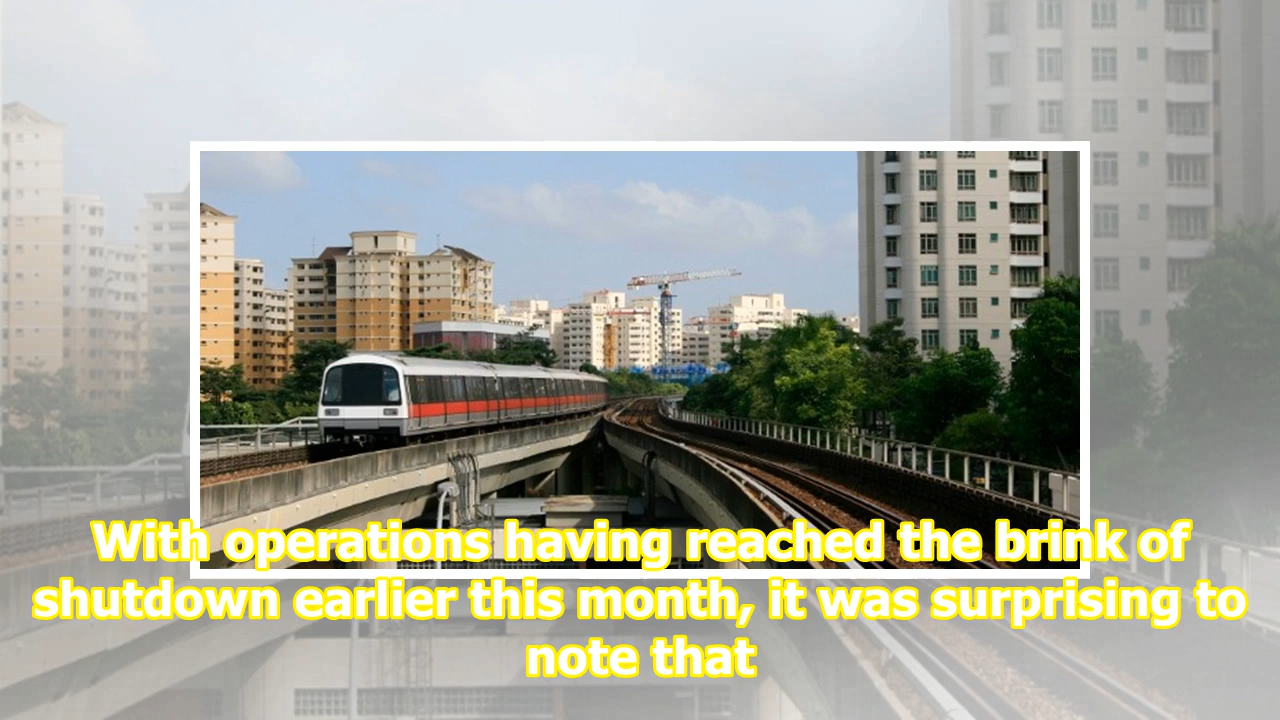 With operations having reached the brink of
shutdown earlier this month, it was surprising to
note that